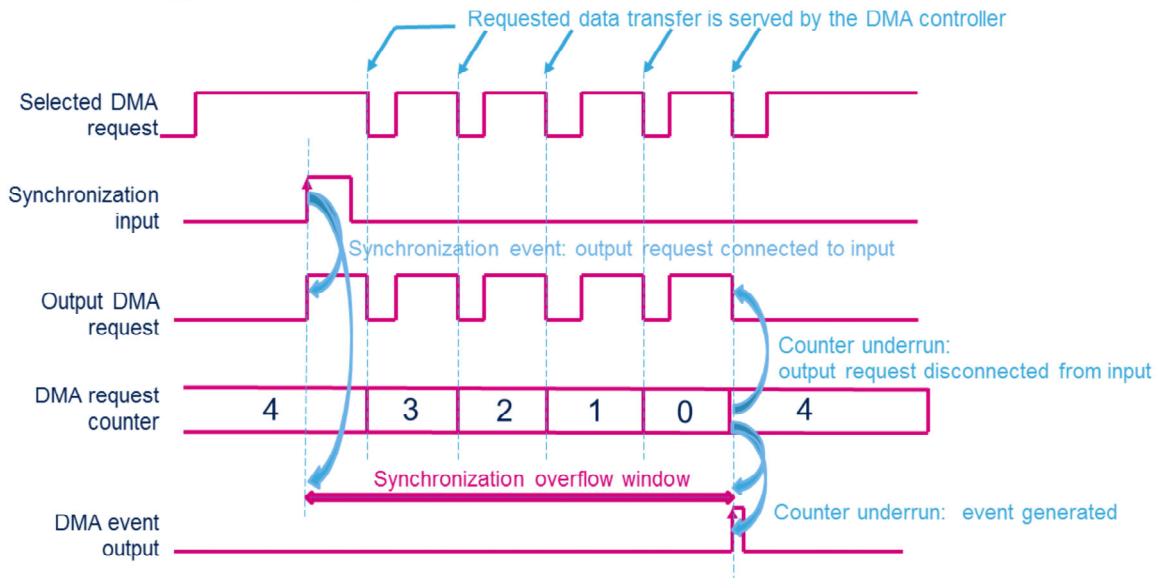 Requested data transfer is served by the DMA controller
Selected DMA
request
Synchronization
input
Synchronization event: output request connected to input
Output DMA
request
Counter underrun:
output request disconnected from input
DMA request
counter
4 3 2 1 0 4
Synchronization overflow window
DMA event
output
Counter underrun: event generated